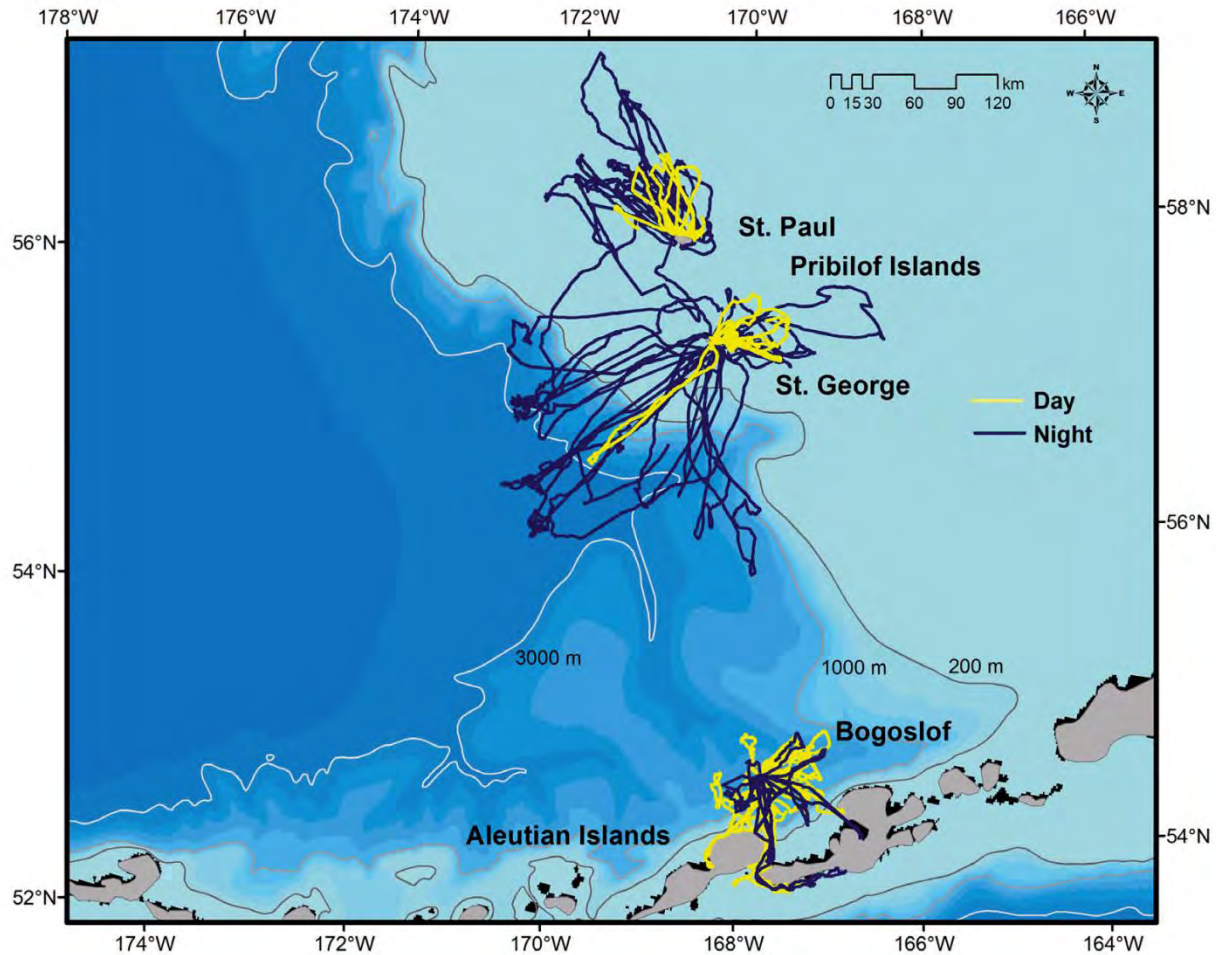 178°W 176°W 174°W 172°W 170°W 168°W 166°W
km
0 15 30 60 90 120
N
W E
S
58°N
56°N
St. Paul
Pribilof Islands
St. George
Day
Night
56°N
54°N
3000 m 1000 m 200 m
Bogoslof
Aleutian Islands
54°N
52°N
174°W 172°W 170°W 168°W 166°W 164°W